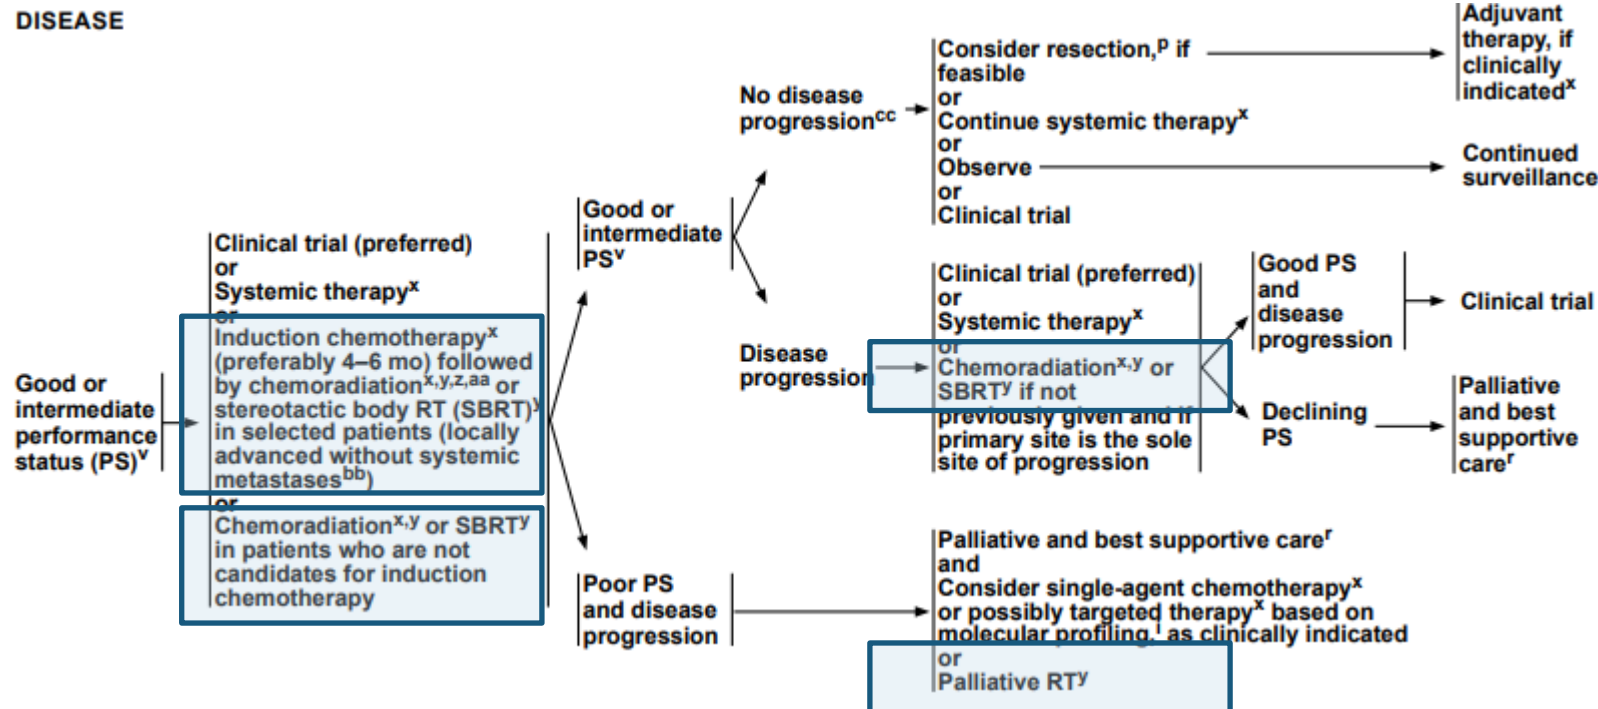 DISEASE
Good or
intermediate
performance
status (PS)v
Clinical trial (preferred)
or
Systemic therapyx
or
Induction chemotherapyx
(preferably 4–6 mo) followed
by chemoradiationx,y,z,aa or
stereotactic body RT (SBRT)y
in selected patients (locally
advanced without systemic
metastasesbb)
or
Chemoradiationx,y or SBRTy
in patients who are not
candidates for induction
chemotherapy
Good or
intermediate
PSv
No disease
progressioncc
Consider resection,p if
feasible
or
Continue systemic therapyx
or
Observe
or
Clinical trial
Adjuvant
therapy, if
clinically
indicatedx
Continued
surveillance
Disease
progression
Clinical trial (preferred)
or
Systemic therapyx
or
Chemoradiationx,y or
SBRTy if not
previously given and if
primary site is the sole
site of progression
Good PS
and
disease
progression
Clinical trial
Declining
PS
Palliative
and best
supportive
carer
Poor PS
and disease
progression
Palliative and best supportive carer
and
Consider single-agent chemotherapyx
or possibly targeted therapyx based on
molecular profiling,l as clinically indicated
or
Palliative RTy